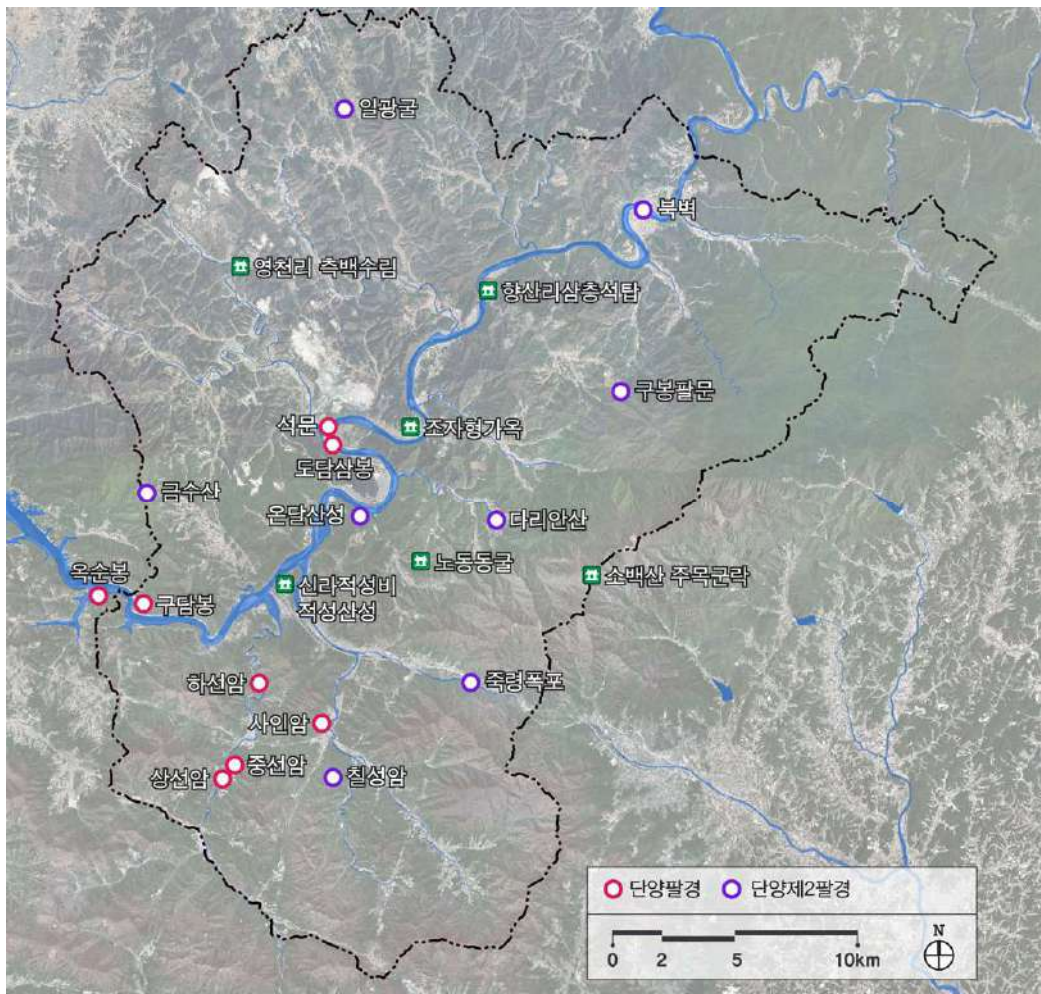 일광굴
북벽
영천리 측백수림
향산리삼층석탑
구봉팔문
석문
조자형가옥
도담삼봉
금수산
온달산성
다리안산
노동동굴
소백산 주목군락
옥순봉
구담봉
신라적성비
적성산성
하선암
죽령폭포
사인암
중선암
상선암
칠성암
단양팔경
단양제2팔경
N
0 2 5 10km